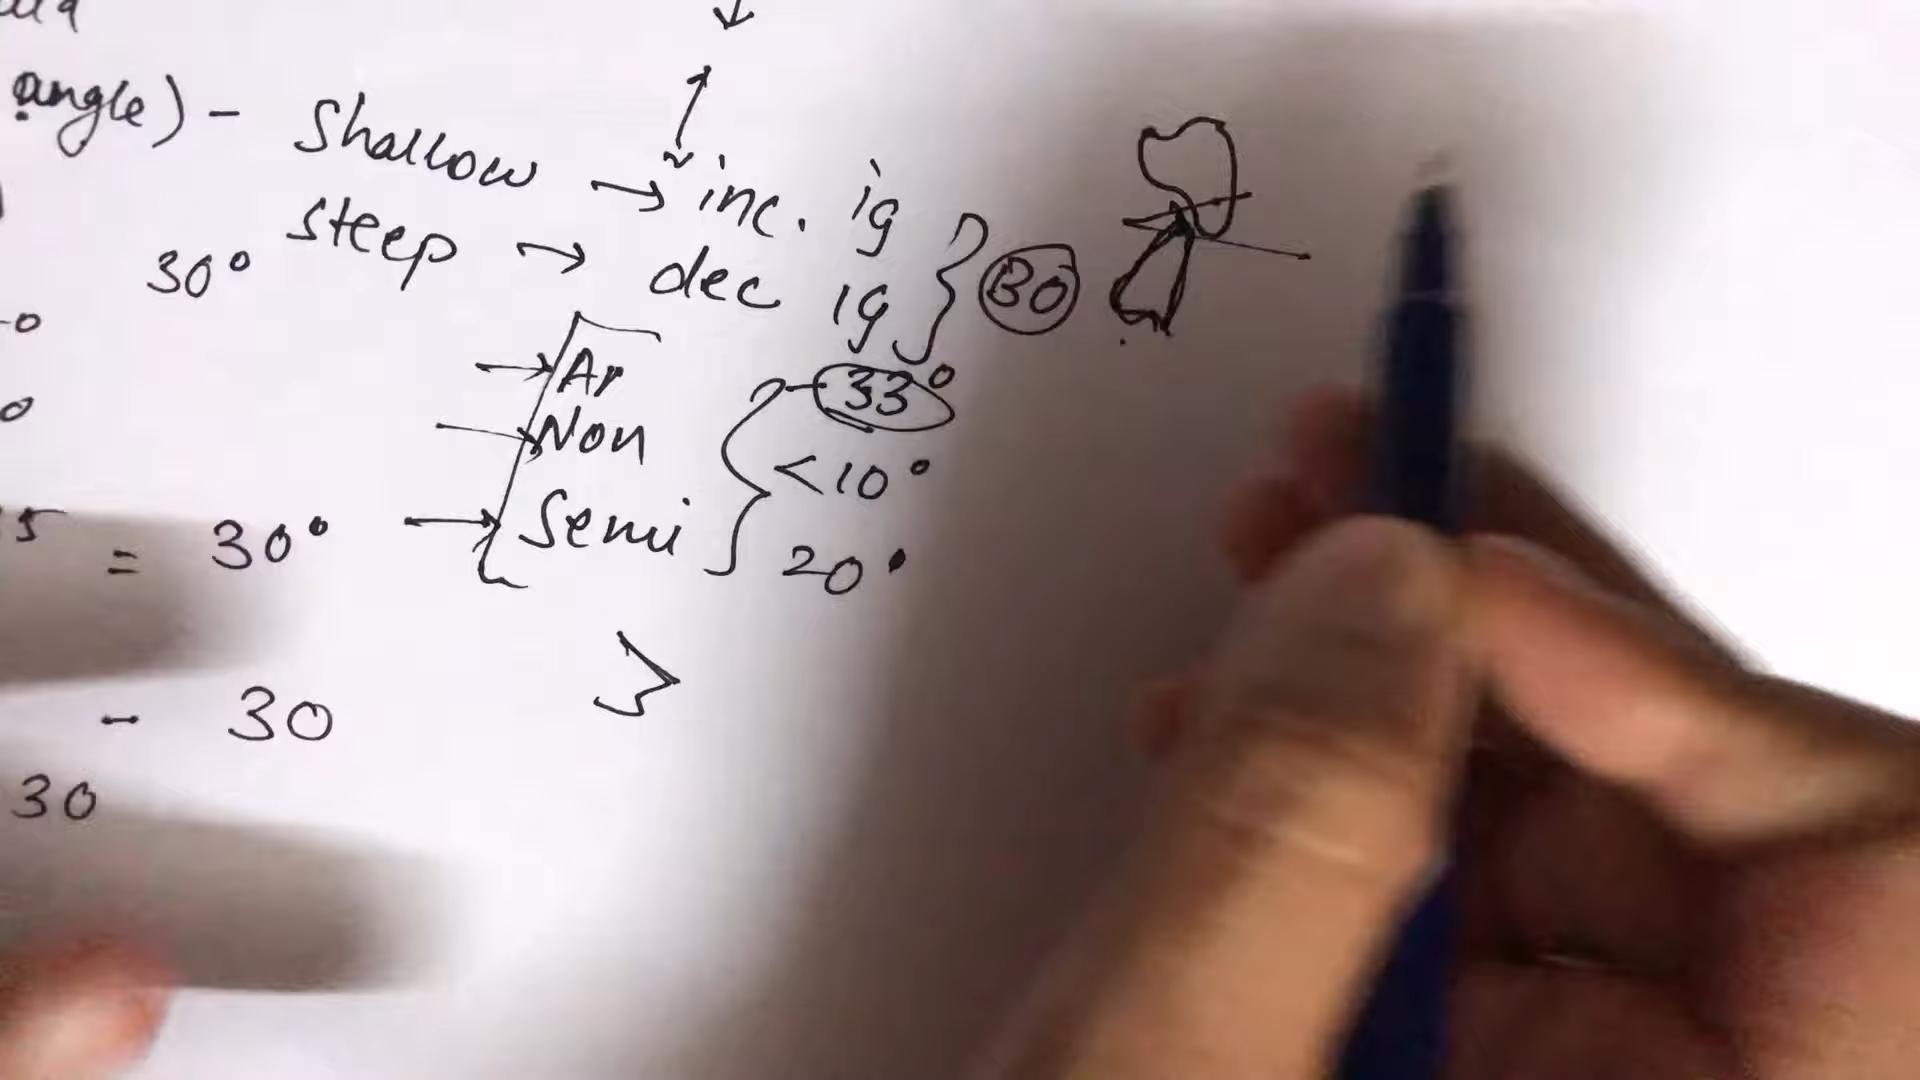 angle) - Shallow → inc. ig
steep → dec ig } 30
30°
Ar 33°
Non <10°
Semi 20°
= 30°
- 30
30